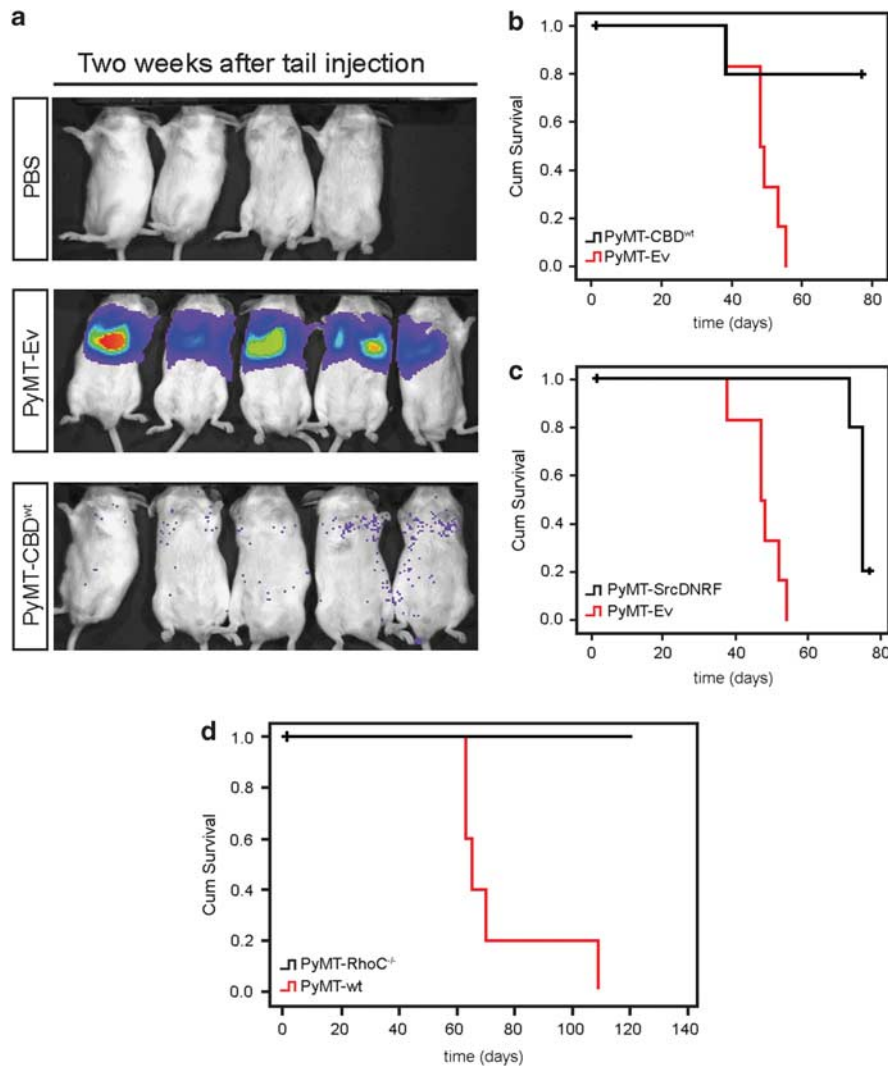 a
Two weeks after tail injection
PBS
PyMT-Ev
PyMT-CBDwt
b
1.0
0.8
0.6
0.4
0.2
0.0
Cum Survival
PyMT-CBDwt
PyMT-Ev
0 20 40 60 80
time (days)
c
1.0
0.8
0.6
0.4
0.2
0.0
Cum Survival
PyMT-SrcDNRF
PyMT-Ev
0 20 40 60 80
time (days)
d
1.0
0.8
0.6
0.4
0.2
0.0
Cum Survival
PyMT-RhoC-/-
PyMT-wt
0 20 40 60 80 100 120 140
time (days)